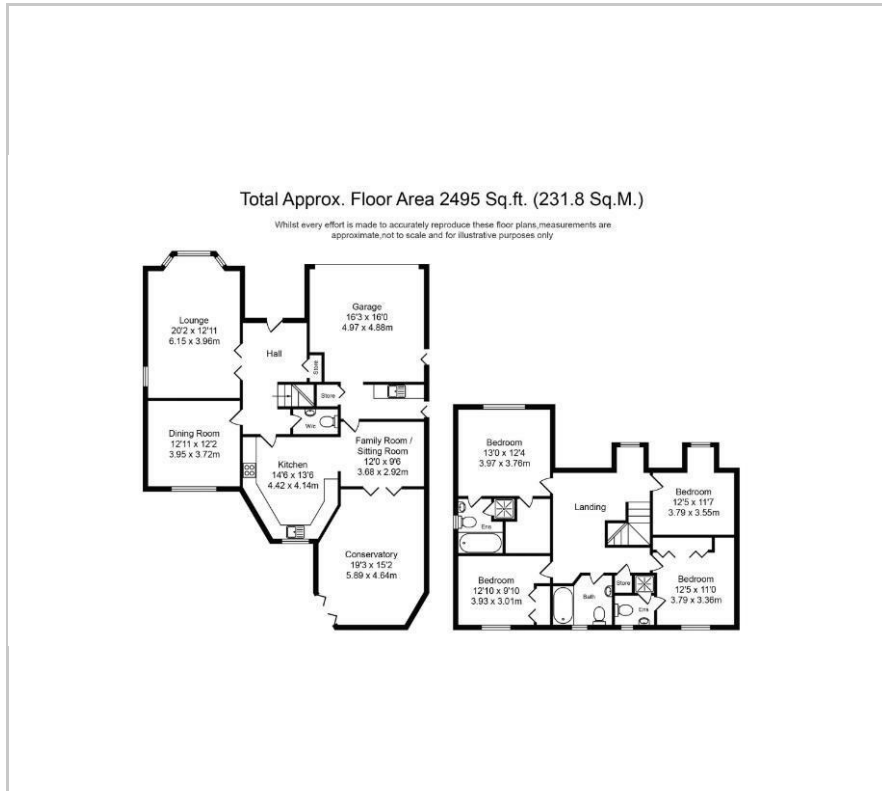 Total Approx. Floor Area 2495 Sq.ft. (231.8 Sq.M.)
Whilst every effort is made to accurately reproduce these floor plans,measurements are
approximate,not to scale and for illustrative purposes only
Lounge
20'2 x 12'11
6.15 x 3.96m
Hall
Garage
16'3 x 16'0
4.97 x 4.88m
Store
Store
Dining Room
12'11 x 12'2
3.95 x 3.72m
W/c
Kitchen
14'6 x 13'6
4.42 x 4.14m
Family Room /
Sitting Room
12'0 x 9'6
3.68 x 2.92m
Conservatory
19'3 x 15'2
5.89 x 4.64m
Bedroom
13'0 x 12'4
3.97 x 3.76m
Ens
Landing
Bedroom
12'5 x 11'7
3.79 x 3.55m
Bedroom
12'10 x 9'10
3.93 x 3.01m
Bath
Store
Ens
Bedroom
12'5 x 11'0
3.79 x 3.36m